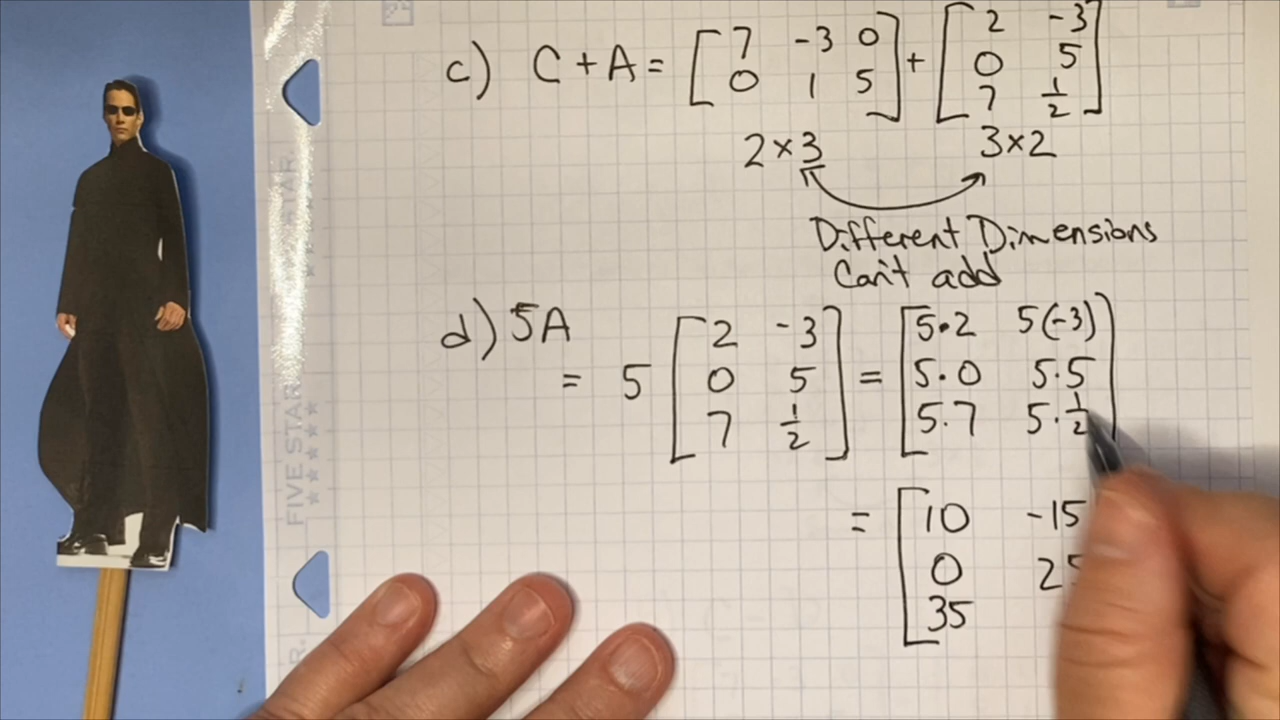 c) C + A = [ 7 -3 0 ] + [ 2 -3 ]
0 1 5 0 5
7 1/2
2×3 3×2
Different Dimensions
Can't add
d) 5A
= 5 [ 2 -3 ] = [ 5·2 5(-3) ]
0 5 5·0 5·5
7 1/2 5·7 5·1/2
= [ 10 -15
0 25
35
FIVE STAR.
STAR.